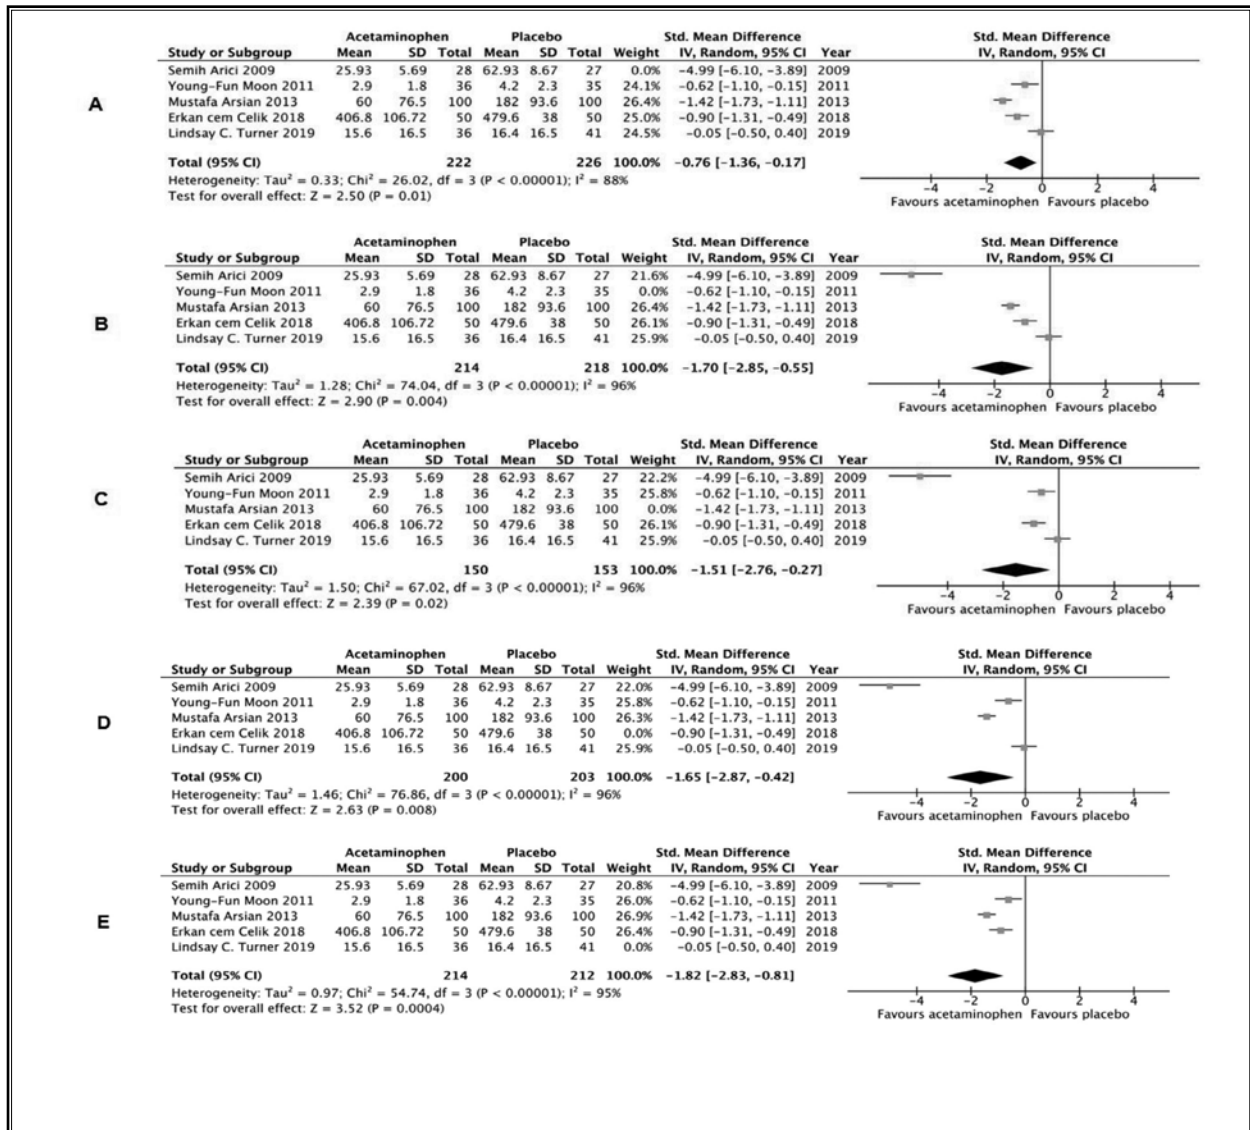 A
Acetaminophen Placebo Std. Mean Difference Std. Mean Difference
Study or Subgroup Mean SD Total Mean SD Total Weight IV, Random, 95% CI Year IV, Random, 95% CI
Semih Arici 2009 25.93 5.69 28 62.93 8.67 27 0.0% −4.99 [−6.10, −3.89] 2009
Young-Fun Moon 2011 2.9 1.8 36 4.2 2.3 35 24.1% −0.62 [−1.10, −0.15] 2011
Mustafa Arsian 2013 60 76.5 100 182 93.6 100 26.4% −1.42 [−1.73, −1.11] 2013
Erkan cem Celik 2018 406.8 106.72 50 479.6 38 50 25.0% −0.90 [−1.31, −0.49] 2018
Lindsay C. Turner 2019 15.6 16.5 36 16.4 16.5 41 24.5% −0.05 [−0.50, 0.40] 2019
Total (95% CI) 222 226 100.0% −0.76 [−1.36, −0.17]
Heterogeneity: Tau² = 0.33; Chi² = 26.02, df = 3 (P < 0.00001); I² = 88%
Test for overall effect: Z = 2.50 (P = 0.01)
−4 −2 0 2 4
Favours acetaminophen Favours placebo
B
Acetaminophen Placebo Std. Mean Difference Std. Mean Difference
Study or Subgroup Mean SD Total Mean SD Total Weight IV, Random, 95% CI Year IV, Random, 95% CI
Semih Arici 2009 25.93 5.69 28 62.93 8.67 27 21.6% −4.99 [−6.10, −3.89] 2009
Young-Fun Moon 2011 2.9 1.8 36 4.2 2.3 35 0.0% −0.62 [−1.10, −0.15] 2011
Mustafa Arsian 2013 60 76.5 100 182 93.6 100 26.4% −1.42 [−1.73, −1.11] 2013
Erkan cem Celik 2018 406.8 106.72 50 479.6 38 50 26.1% −0.90 [−1.31, −0.49] 2018
Lindsay C. Turner 2019 15.6 16.5 36 16.4 16.5 41 25.9% −0.05 [−0.50, 0.40] 2019
Total (95% CI) 214 218 100.0% −1.70 [−2.85, −0.55]
Heterogeneity: Tau² = 1.28; Chi² = 74.04, df = 3 (P < 0.00001); I² = 96%
Test for overall effect: Z = 2.90 (P = 0.004)
−4 −2 0 2 4
Favours acetaminophen Favours placebo
C
Acetaminophen Placebo Std. Mean Difference Std. Mean Difference
Study or Subgroup Mean SD Total Mean SD Total Weight IV, Random, 95% CI Year IV, Random, 95% CI
Semih Arici 2009 25.93 5.69 28 62.93 8.67 27 22.2% −4.99 [−6.10, −3.89] 2009
Young-Fun Moon 2011 2.9 1.8 36 4.2 2.3 35 25.8% −0.62 [−1.10, −0.15] 2011
Mustafa Arsian 2013 60 76.5 100 182 93.6 100 0.0% −1.42 [−1.73, −1.11] 2013
Erkan cem Celik 2018 406.8 106.72 50 479.6 38 50 26.1% −0.90 [−1.31, −0.49] 2018
Lindsay C. Turner 2019 15.6 16.5 36 16.4 16.5 41 25.9% −0.05 [−0.50, 0.40] 2019
Total (95% CI) 150 153 100.0% −1.51 [−2.76, −0.27]
Heterogeneity: Tau² = 1.50; Chi² = 67.02, df = 3 (P < 0.00001); I² = 96%
Test for overall effect: Z = 2.39 (P = 0.02)
−4 −2 0 2 4
Favours acetaminophen Favours placebo
D
Acetaminophen Placebo Std. Mean Difference Std. Mean Difference
Study or Subgroup Mean SD Total Mean SD Total Weight IV, Random, 95% CI Year IV, Random, 95% CI
Semih Arici 2009 25.93 5.69 28 62.93 8.67 27 22.0% −4.99 [−6.10, −3.89] 2009
Young-Fun Moon 2011 2.9 1.8 36 4.2 2.3 35 25.8% −0.62 [−1.10, −0.15] 2011
Mustafa Arsian 2013 60 76.5 100 182 93.6 100 26.3% −1.42 [−1.73, −1.11] 2013
Erkan cem Celik 2018 406.8 106.72 50 479.6 38 50 0.0% −0.90 [−1.31, −0.49] 2018
Lindsay C. Turner 2019 15.6 16.5 36 16.4 16.5 41 25.9% −0.05 [−0.50, 0.40] 2019
Total (95% CI) 200 203 100.0% −1.65 [−2.87, −0.42]
Heterogeneity: Tau² = 1.46; Chi² = 76.86, df = 3 (P < 0.00001); I² = 96%
Test for overall effect: Z = 2.63 (P = 0.008)
−4 −2 0 2 4
Favours acetaminophen Favours placebo
E
Acetaminophen Placebo Std. Mean Difference Std. Mean Difference
Study or Subgroup Mean SD Total Mean SD Total Weight IV, Random, 95% CI Year IV, Random, 95% CI
Semih Arici 2009 25.93 5.69 28 62.93 8.67 27 20.8% −4.99 [−6.10, −3.89] 2009
Young-Fun Moon 2011 2.9 1.8 36 4.2 2.3 35 26.0% −0.62 [−1.10, −0.15] 2011
Mustafa Arsian 2013 60 76.5 100 182 93.6 100 26.9% −1.42 [−1.73, −1.11] 2013
Erkan cem Celik 2018 406.8 106.72 50 479.6 38 50 26.4% −0.90 [−1.31, −0.49] 2018
Lindsay C. Turner 2019 15.6 16.5 36 16.4 16.5 41 0.0% −0.05 [−0.50, 0.40] 2019
Total (95% CI) 214 212 100.0% −1.82 [−2.83, −0.81]
Heterogeneity: Tau² = 0.97; Chi² = 54.74, df = 3 (P < 0.00001); I² = 95%
Test for overall effect: Z = 3.52 (P = 0.0004)
−4 −2 0 2 4
Favours acetaminophen Favours placebo